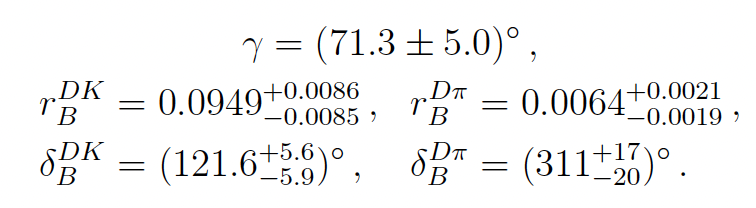 γ = (71.3 ± 5.0)°,
r_B^{DK} = 0.0949^{+0.0086}_{−0.0085}, r_B^{Dπ} = 0.0064^{+0.0021}_{−0.0019},
δ_B^{DK} = (121.6^{+5.6}_{−5.9})°, δ_B^{Dπ} = (311^{+17}_{−20})°.